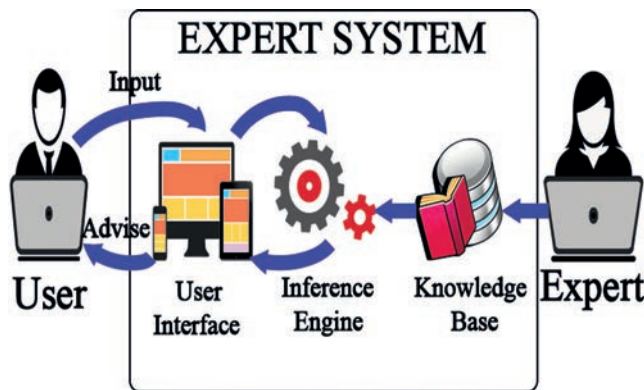 EXPERT SYSTEM
Input
Advise
User
User
Interface
Inference
Engine
Knowledge
Base
Expert